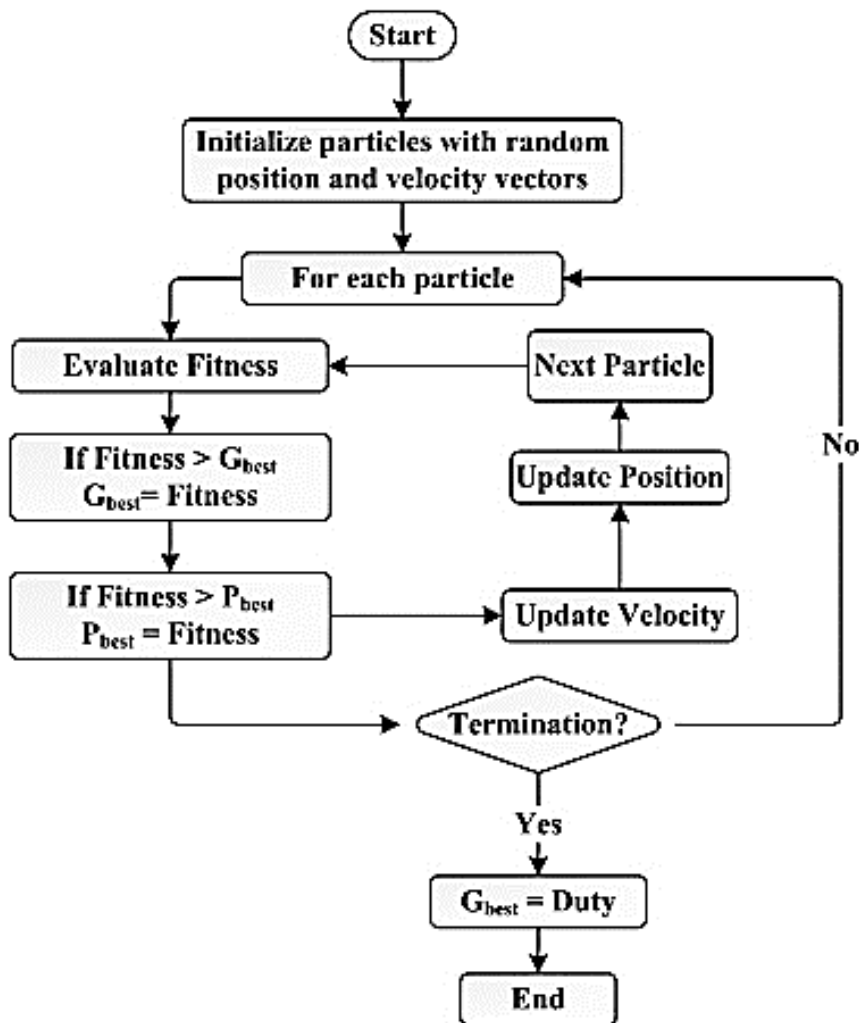 Start
Initialize particles with random
position and velocity vectors
For each particle
Evaluate Fitness
Next Particle
If Fitness > Gbest
Gbest= Fitness
Update Position
No
If Fitness > Pbest
Pbest = Fitness
Update Velocity
Termination?
Yes
Gbest = Duty
End